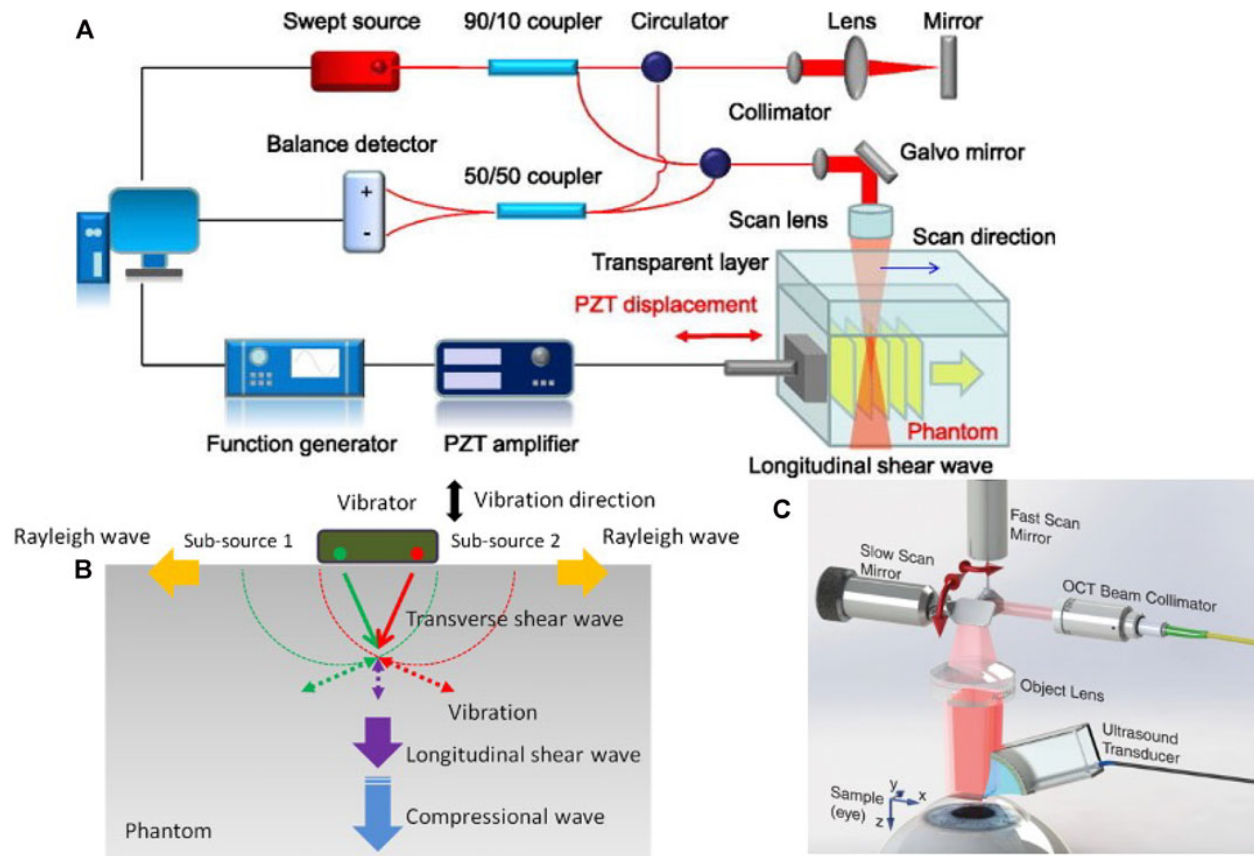 A
Swept source
90/10 coupler
Circulator
Lens
Mirror
Collimator
Balance detector
+
-
50/50 coupler
Galvo mirror
Scan lens
Scan direction
Transparent layer
PZT displacement
Phantom
Function generator
PZT amplifier
Longitudinal shear wave
B
Vibrator
Vibration direction
Rayleigh wave
Sub-source 1
Sub-source 2
Rayleigh wave
Transverse shear wave
Vibration
Longitudinal shear wave
Compressional wave
Phantom
C
Fast Scan
Mirror
Slow Scan
Mirror
OCT Beam Collimator
Object Lens
Ultrasound
Transducer
Sample
(eye)
y
x
z